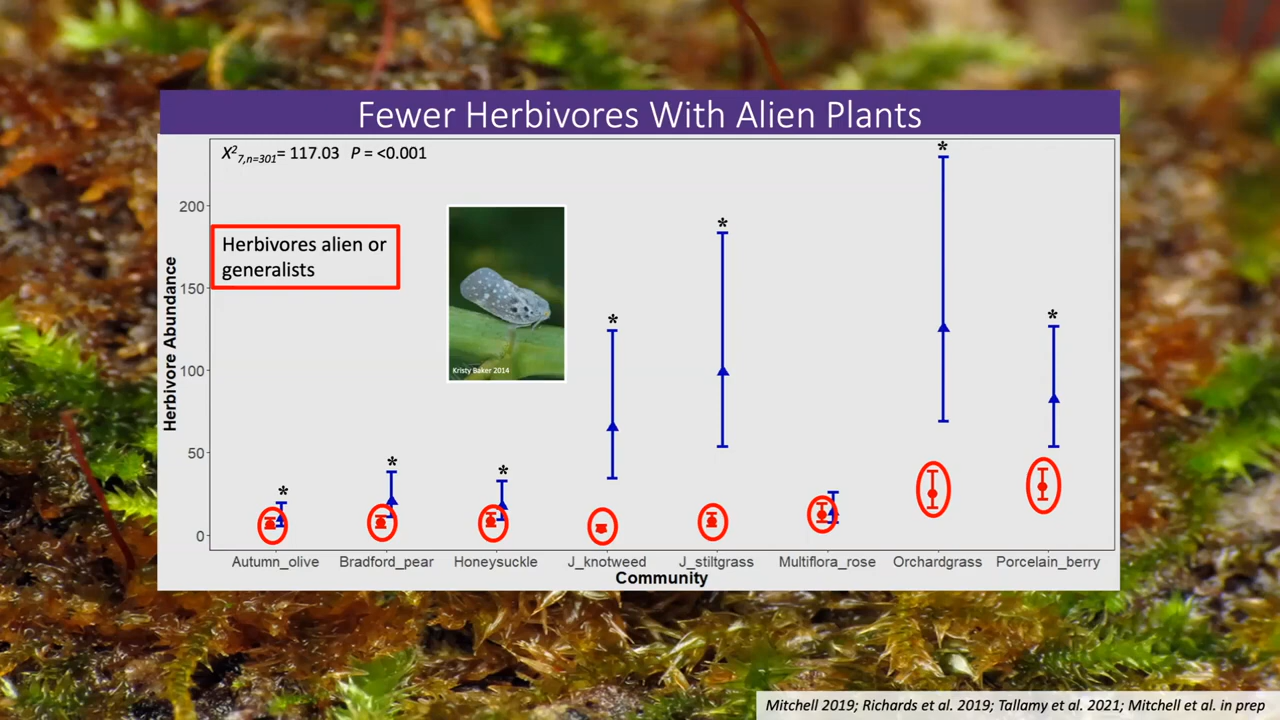 Fewer Herbivores With Alien Plants
X²7,n=301= 117.03 P = <0.001
Herbivores alien or
generalists
Herbivore Abundance
200
150
100
50
0
* * * * * * *
Kristy Baker 2014
Autumn_olive Bradford_pear Honeysuckle J_knotweed J_stiltgrass Multiflora_rose Orchardgrass Porcelain_berry
Community
Mitchell 2019; Richards et al. 2019; Tallamy et al. 2021; Mitchell et al. in prep